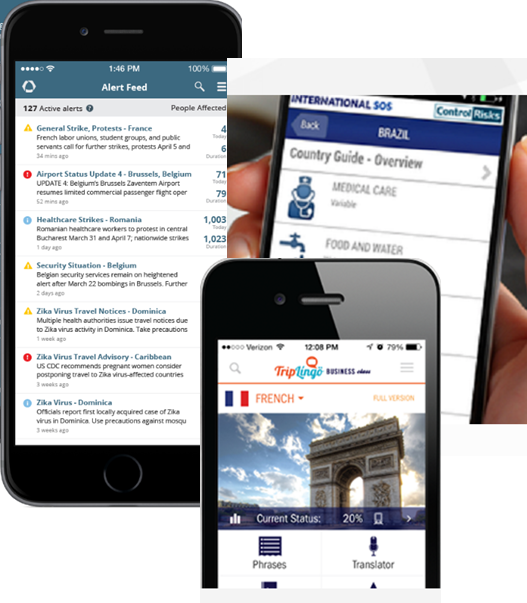 1:46 PM 100%
Alert Feed
127 Active alerts ? People Affected
General Strike, Protests - France 4
French labor unions, student groups, and public Today
servants call for further strikes, protests April 5 and 6
34 mins ago Duration
Airport Status Update 4 - Brussels, Belgium 71
UPDATE 4: Belgium's Brussels Zaventem Airport Today
resumes limited commercial passenger flight oper 79
52 mins ago Duration
Healthcare Strikes - Romania 1,003
Romanian healthcare workers to protest in central Today
Bucharest March 31 and April 7; nationwide strikes 1,023
1 day ago Duration
Security Situation - Belgium
Belgian security services remain on heightened
alert after March 22 bombings in Brussels. Further
2 days ago
Zika Virus Travel Notices - Dominica
Multiple health authorities issue travel notices due
to Zika virus activity in Dominica. Take precautions
1 week ago
Zika Virus Travel Advisory - Caribbean
US CDC recommends pregnant women consider
postponing travel to Zika virus-affected countries
3 weeks ago
Zika Virus - Dominica
Officials report first locally acquired case of Zika
virus in Dominica. Use precautions against mosqu
3 weeks ago
INTERNATIONAL SOS
Control Risks
Back BRAZIL
Country Guide - Overview
MEDICAL CARE
Variable
FOOD AND WATER
Verizon 12:08 PM 79%
TripLingo BUSINESS class
FRENCH FULL VERSION
Current Status: 20%
Phrases Translator